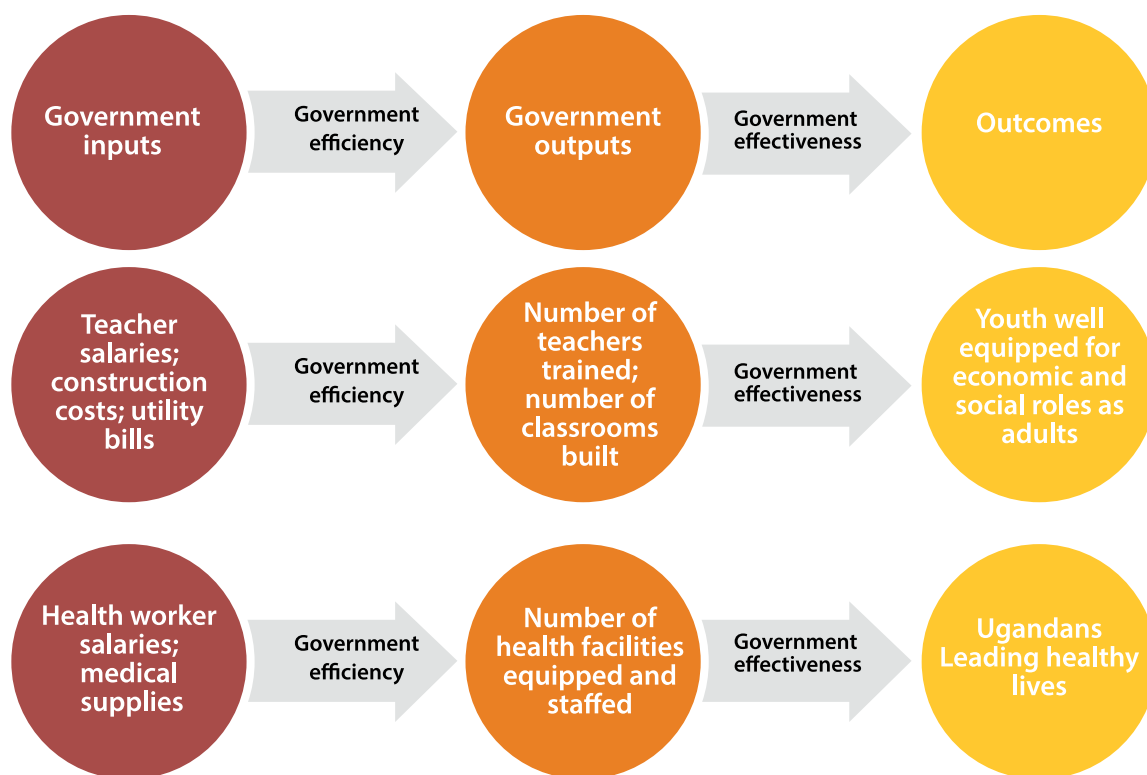 Government
inputs
Government
efficiency
Government
outputs
Government
effectiveness
Outcomes
Teacher
salaries;
construction
costs; utility
bills
Government
efficiency
Number of
teachers
trained;
number of
classrooms
built
Government
effectiveness
Youth well
equipped for
economic and
social roles as
adults
Health worker
salaries;
medical
supplies
Government
efficiency
Number of
health facilities
equipped and
staffed
Government
effectiveness
Ugandans
Leading healthy
lives